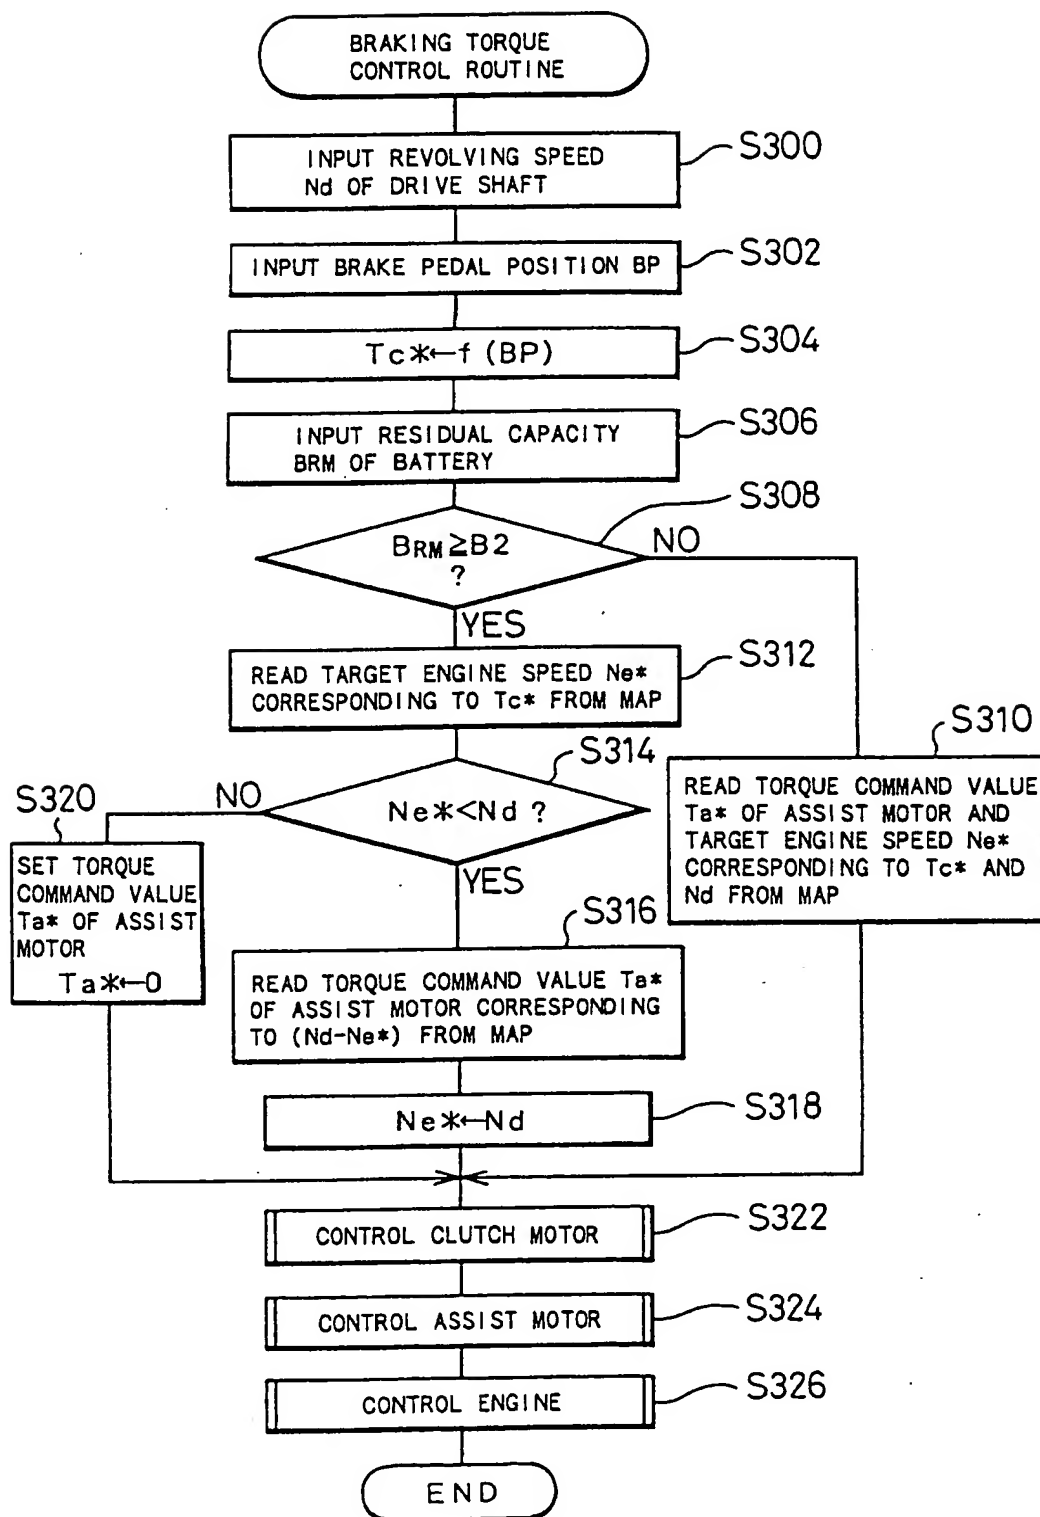 BRAKING TORQUE
CONTROL ROUTINE
INPUT REVOLVING SPEED
Nd OF DRIVE SHAFT
S300
INPUT BRAKE PEDAL POSITION BP
S302
Tc*←f (BP)
S304
INPUT RESIDUAL CAPACITY
BRM OF BATTERY
S306
S308
BRM≧B2
?
NO
YES
READ TARGET ENGINE SPEED Ne*
CORRESPONDING TO Tc* FROM MAP
S312
S310
READ TORQUE COMMAND VALUE
Ta* OF ASSIST MOTOR AND
TARGET ENGINE SPEED Ne*
CORRESPONDING TO Tc* AND
Nd FROM MAP
S314
Ne*<Nd ?
NO
YES
S320
SET TORQUE
COMMAND VALUE
Ta* OF ASSIST
MOTOR
Ta*←0
S316
READ TORQUE COMMAND VALUE Ta*
OF ASSIST MOTOR CORRESPONDING
TO (Nd-Ne*) FROM MAP
Ne*←Nd
S318
CONTROL CLUTCH MOTOR
S322
CONTROL ASSIST MOTOR
S324
CONTROL ENGINE
S326
END